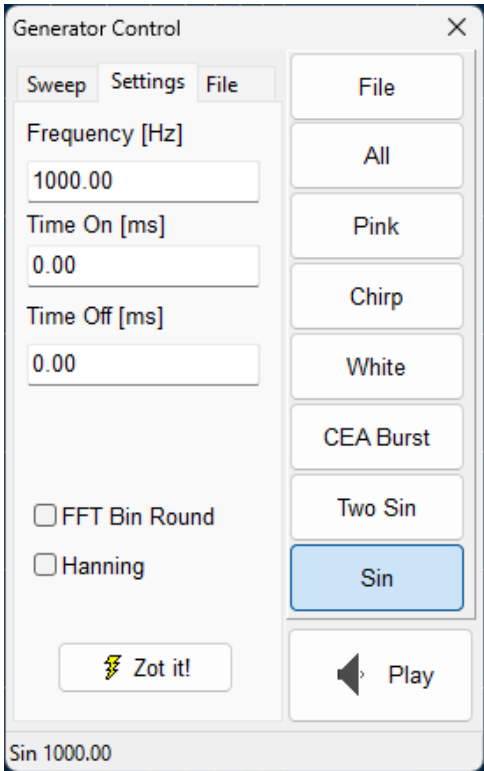 Generator Control
Sweep Settings File
Frequency [Hz]
1000.00
Time On [ms]
0.00
Time Off [ms]
0.00
FFT Bin Round
Hanning
Zot it!
File
All
Pink
Chirp
White
CEA Burst
Two Sin
Sin
Play
Sin 1000.00